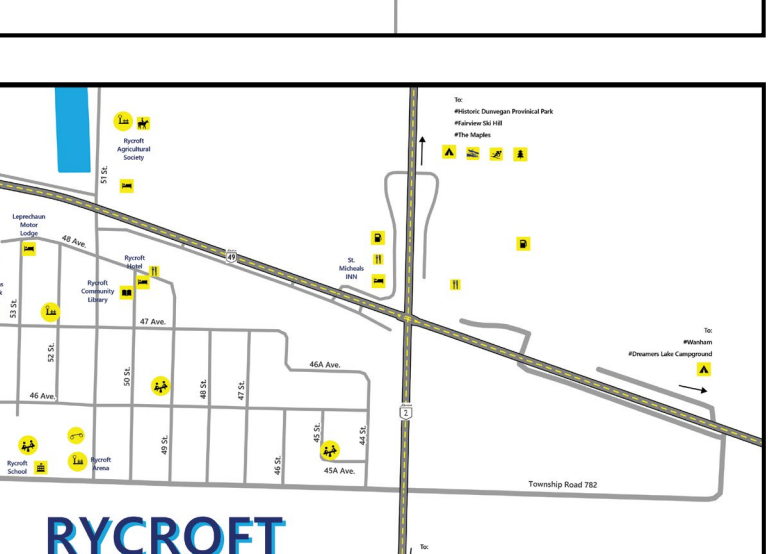 To:
#Historic Dunvegan Provinical Park
#Fairview Ski Hill
#The Maples
Rycroft
Agricultural
Society
51 St.
Leprechaun
Motor
Lodge
48 Ave.
49
Rycroft
Hotel
St.
Micheals
INN
Rycroft
Community
Library
53 St.
47 Ave.
52 St.
50 St.
To:
#Wanham
#Dreamers Lake Campground
46A Ave.
48 St.
47 St.
46 Ave.
2
49 St.
45 St.
44 St.
46 St.
Rycroft
School
Rycroft
Arena
45A Ave.
Township Road 782
RYCROFT
To: